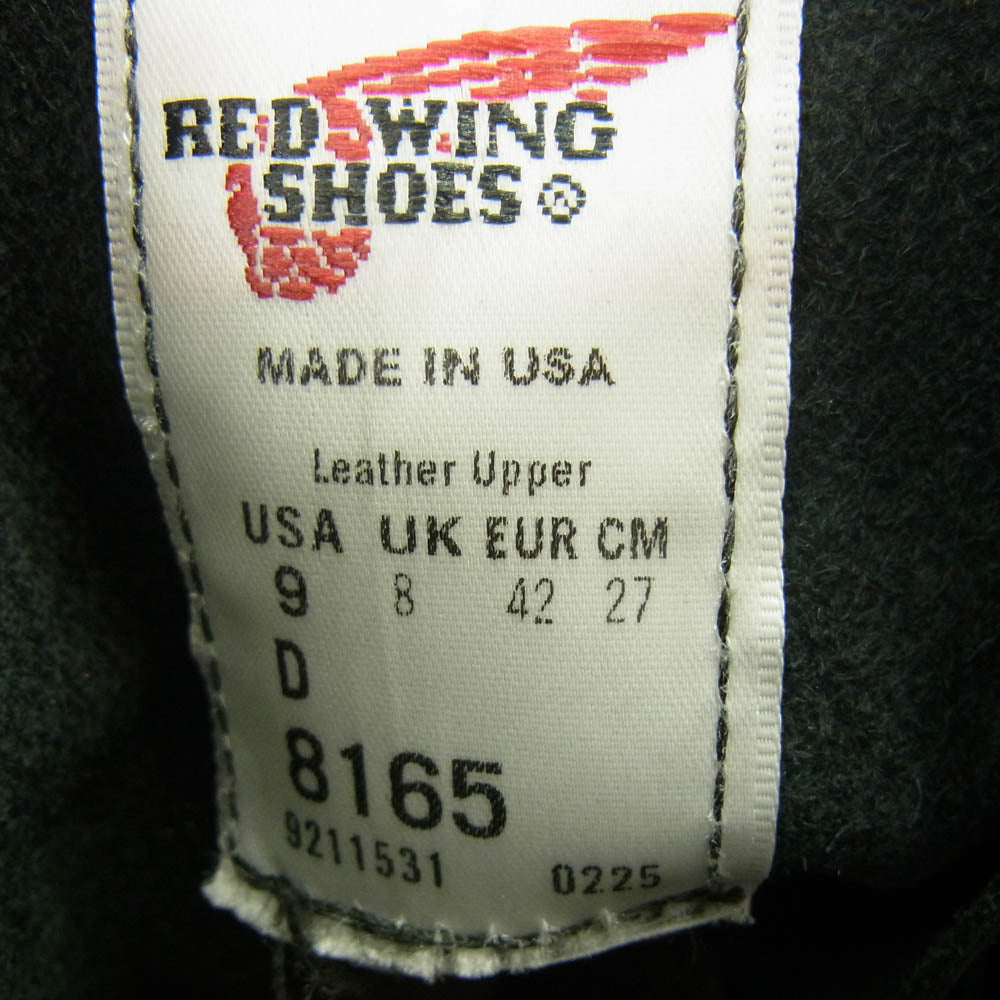 RED WING
SHOES ®
MADE IN USA
Leather Upper
USA UK EUR CM
9 8 42 27
D
8165
9211531 0225